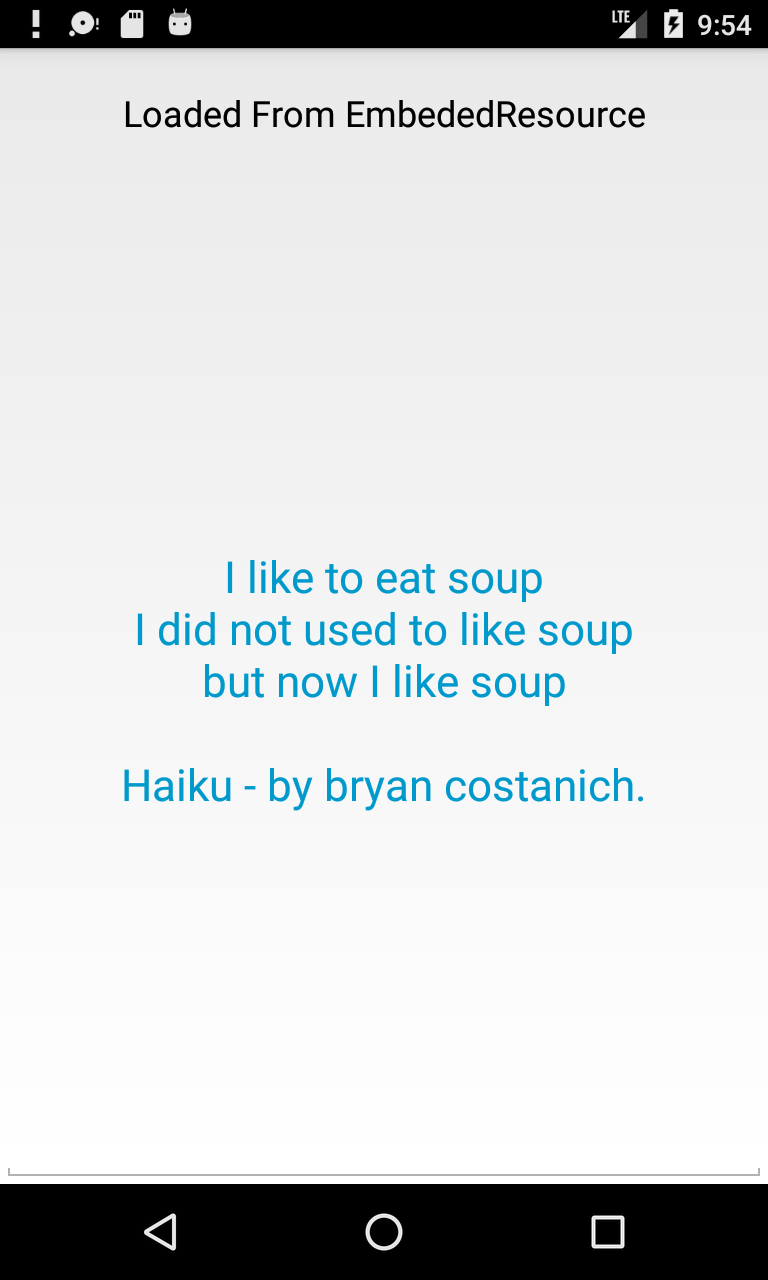 LTE 9:54
Loaded From EmbededResource
I like to eat soup
I did not used to like soup
but now I like soup
Haiku - by bryan costanich.